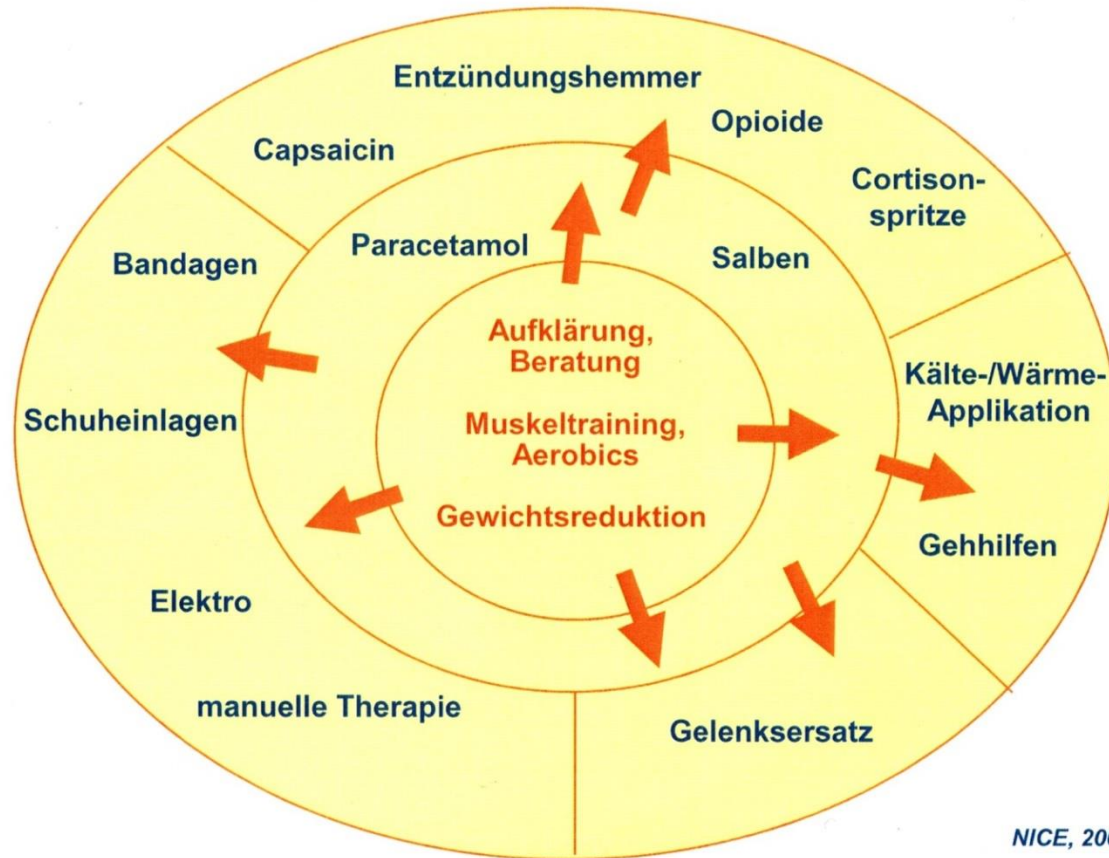 Entzündungshemmer
Opioide
Capsaicin
Cortison-
spritze
Paracetamol
Salben
Bandagen
Aufklärung,
Beratung
Kälte-/Wärme-
Applikation
Schuheinlagen
Muskeltraining,
Aerobics
Gewichtsreduktion
Gehhilfen
Elektro
manuelle Therapie
Gelenksersatz
NICE, 200